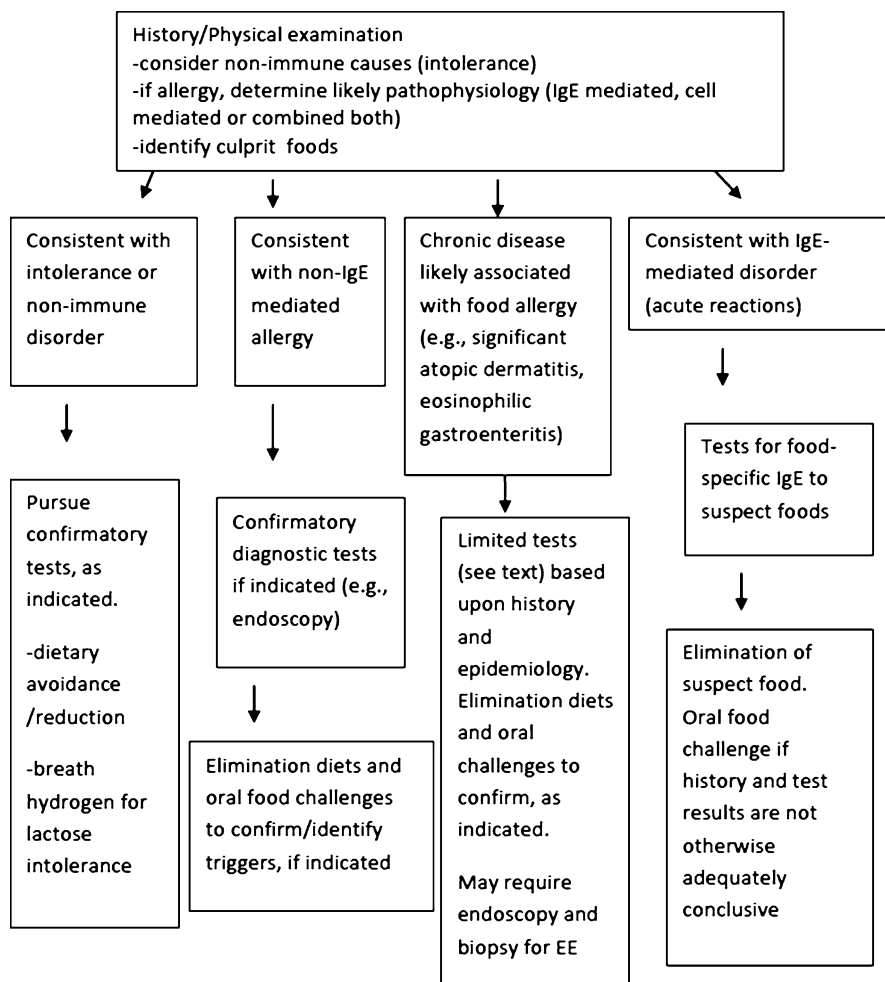 History/Physical examination
-consider non-immune causes (intolerance)
-if allergy, determine likely pathophysiology (IgE mediated, cell
mediated or combined both)
-identify culprit foods
Consistent with
intolerance or
non-immune
disorder
Consistent
with non-IgE
mediated
allergy
Chronic disease
likely associated
with food allergy
(e.g., significant
atopic dermatitis,
eosinophilic
gastroenteritis)
Consistent with IgE-
mediated disorder
(acute reactions)
Pursue
confirmatory
tests, as
indicated.
-dietary
avoidance
/reduction
-breath
hydrogen for
lactose
intolerance
Confirmatory
diagnostic tests
if indicated (e.g.,
endoscopy)
Elimination diets and
oral food challenges
to confirm/identify
triggers, if indicated
Limited tests
(see text) based
upon history
and
epidemiology.
Elimination diets
and oral
challenges to
confirm, as
indicated.
May require
endoscopy and
biopsy for EE
Tests for food-
specific IgE to
suspect foods
Elimination of
suspect food.
Oral food
challenge if
history and test
results are not
otherwise
adequately
conclusive